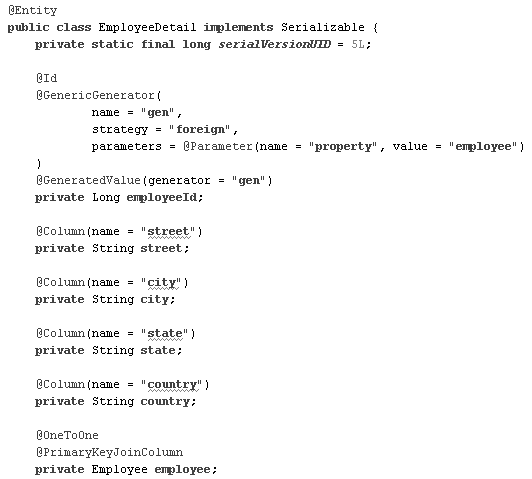 @Entity
public class EmployeeDetail implements Serializable {
private static final long serialVersionUID = 5L;
@Id
@GenericGenerator(
name = "gen",
strategy = "foreign",
parameters = @Parameter(name = "property", value = "employee")
)
@GeneratedValue(generator = "gen")
private Long employeeId;
@Column(name = "street")
private String street;
@Column(name = "city")
private String city;
@Column(name = "state")
private String state;
@Column(name = "country")
private String country;
@OneToOne
@PrimaryKeyJoinColumn
private Employee employee;